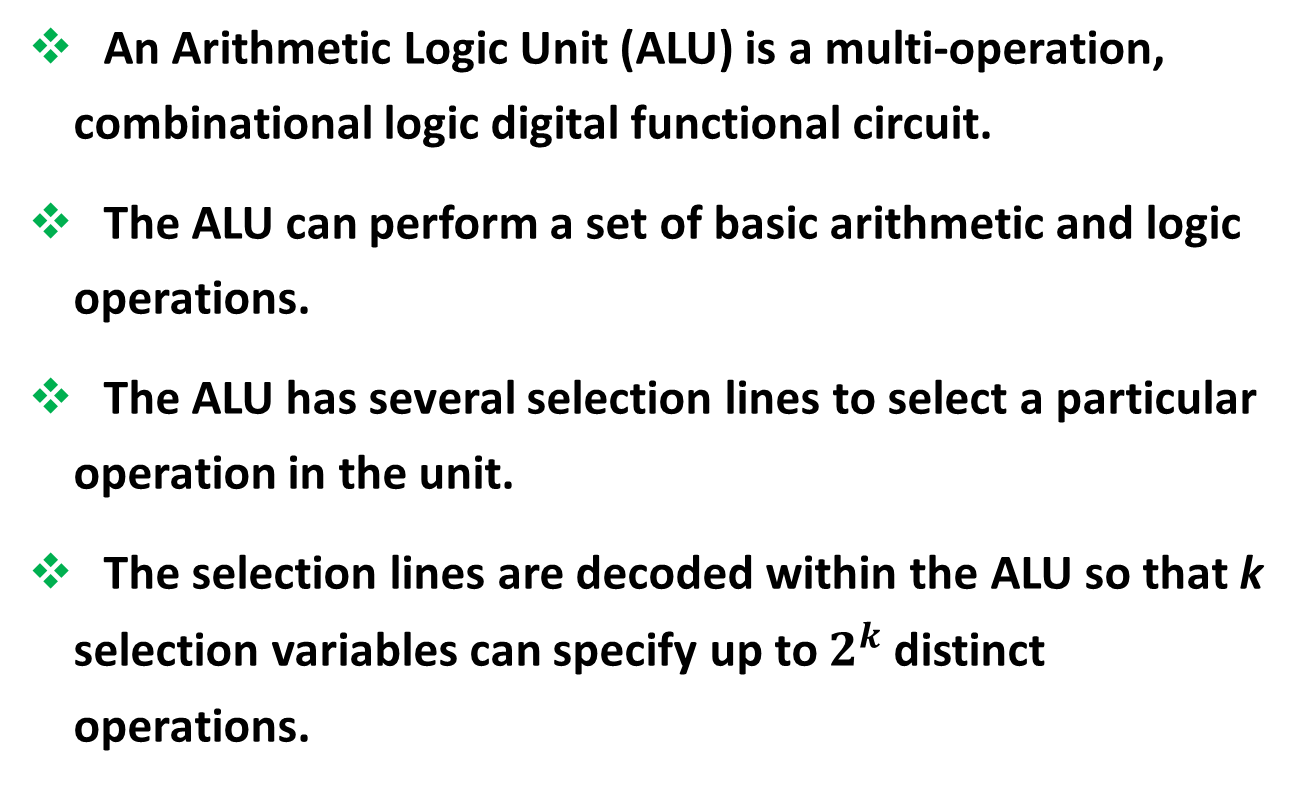 ❖ An Arithmetic Logic Unit (ALU) is a multi-operation,
combinational logic digital functional circuit.
❖ The ALU can perform a set of basic arithmetic and logic
operations.
❖ The ALU has several selection lines to select a particular
operation in the unit.
❖ The selection lines are decoded within the ALU so that k
selection variables can specify up to 2^k distinct
operations.